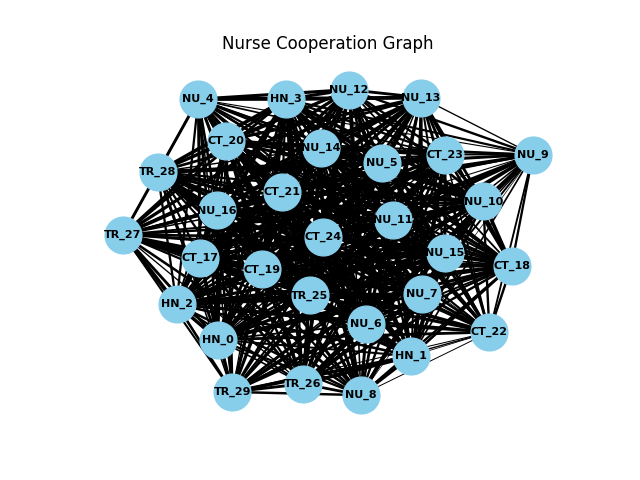 Nurse Cooperation Graph
NU_12
NU_4
HN_3
NU_13
CT_20
NU_14
CT_23
NU_9
NU_5
TR_28
CT_21
NU_10
NU_16
NU_11
TR_27
CT_24
NU_15
CT_17
CT_18
CT_19
NU_7
TR_25
HN_2
NU_6
CT_22
HN_0
HN_1
TR_26
TR_29
NU_8